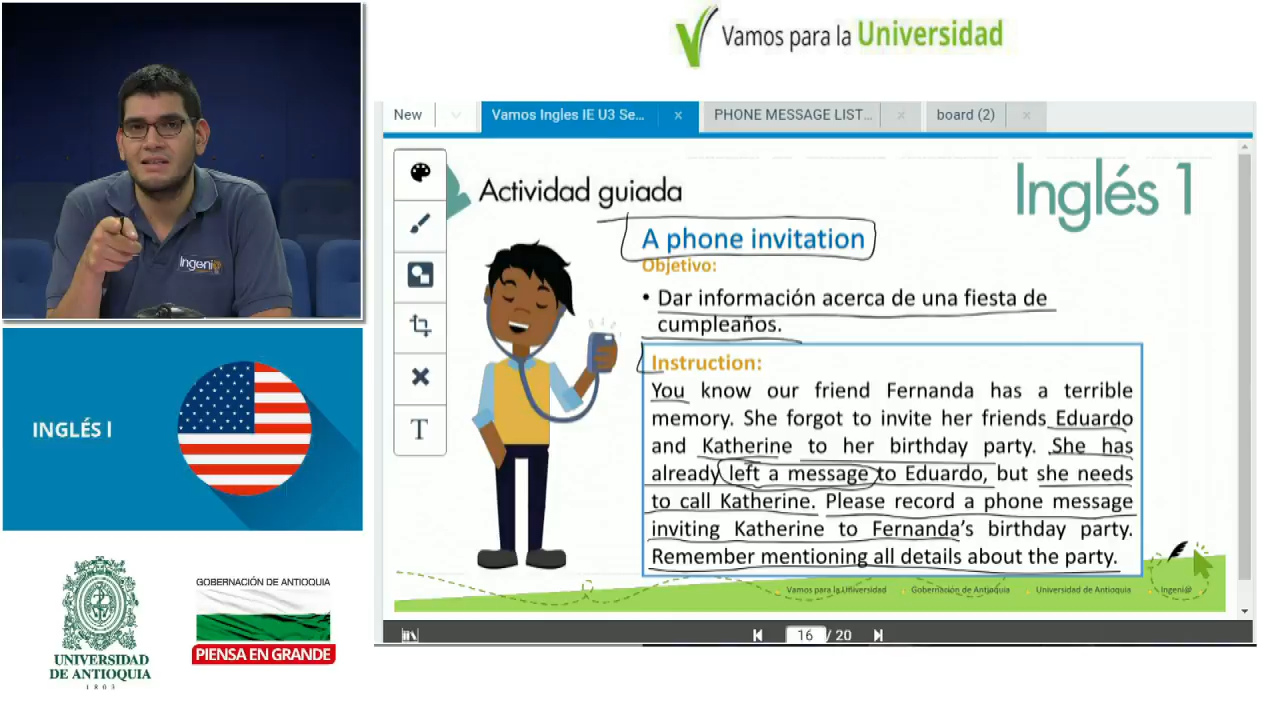 Vamos para la Universidad
New
Vamos Ingles IE U3 Se...
PHONE MESSAGE LIST...
board (2)
Actividad guiada
Inglés 1
A phone invitation
Objetivo:
• Dar información acerca de una fiesta de
cumpleaños.
Instruction:
You know our friend Fernanda has a terrible
memory. She forgot to invite her friends Eduardo
and Katherine to her birthday party. She has
already left a message to Eduardo, but she needs
to call Katherine. Please record a phone message
inviting Katherine to Fernanda's birthday party.
Remember mentioning all details about the party.
Vamos para la Universidad
Gobernación de Antioquia
Universidad de Antioquia
Ingeni@
16 / 20
T
Ingeni@
INGLÉS I
UNIVERSIDAD
DE ANTIOQUIA
1803
GOBERNACIÓN DE ANTIOQUIA
PIENSA EN GRANDE